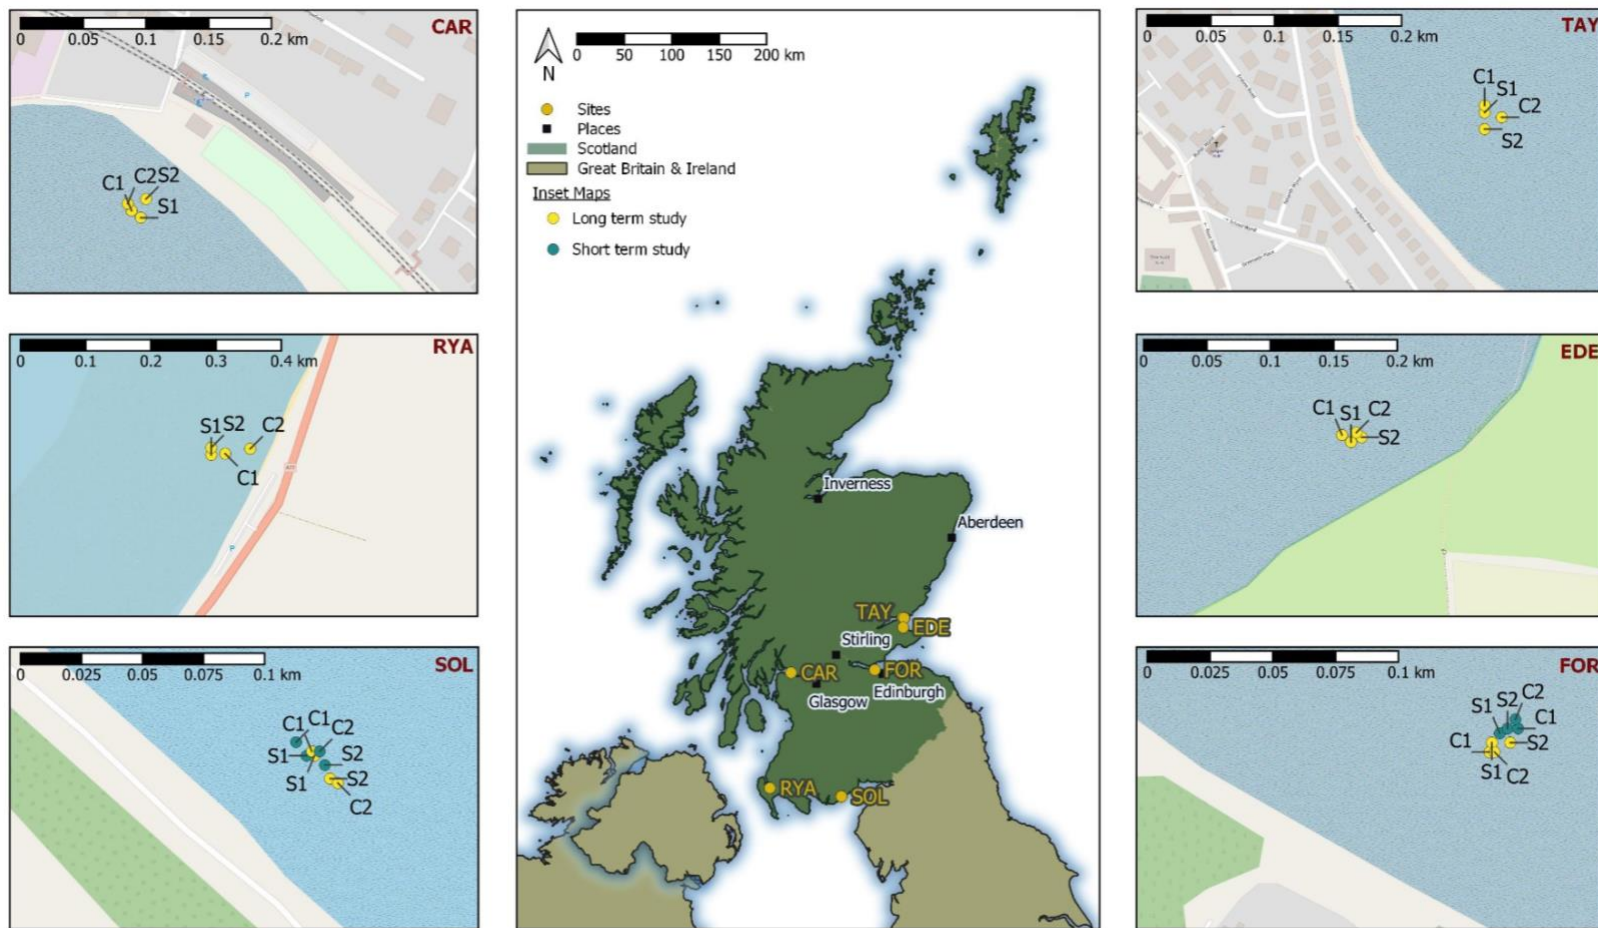 CAR
0 0.05 0.1 0.15 0.2 km
C1 C2 S2
S1
RYA
0 0.1 0.2 0.3 0.4 km
S1 S2 C2
C1
P
SOL
0 0.025 0.05 0.075 0.1 km
C1 C1 C2
S1 S2
S1 S2
C2
0 50 100 150 200 km
N
Sites
Places
Scotland
Great Britain & Ireland
Inset Maps
Long term study
Short term study
Inverness
Aberdeen
TAY
EDE
Stirling
CAR
FOR
Glasgow
Edinburgh
RYA
SOL
TAY
0 0.05 0.1 0.15 0.2 km
C1
S1
C2
S2
EDE
0 0.05 0.1 0.15 0.2 km
C1 S1 C2
S2
FOR
0 0.025 0.05 0.075 0.1 km
S1 S2 C2
C1
C1 S2
S1 C2